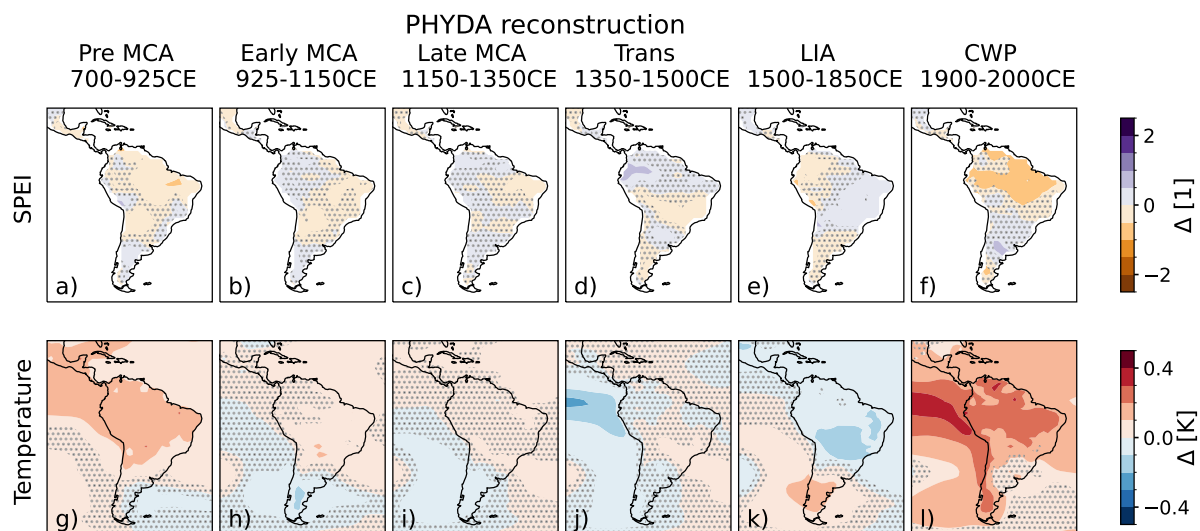 PHYDA reconstruction
Pre MCA Early MCA Late MCA Trans LIA CWP
700-925CE 925-1150CE 1150-1350CE 1350-1500CE 1500-1850CE 1900-2000CE
SPEI
a) b) c) d) e) f)
2
0
−2
Δ [1]
Temperature
g) h) i) j) k) l)
0.4
0.0
−0.4
Δ [K]